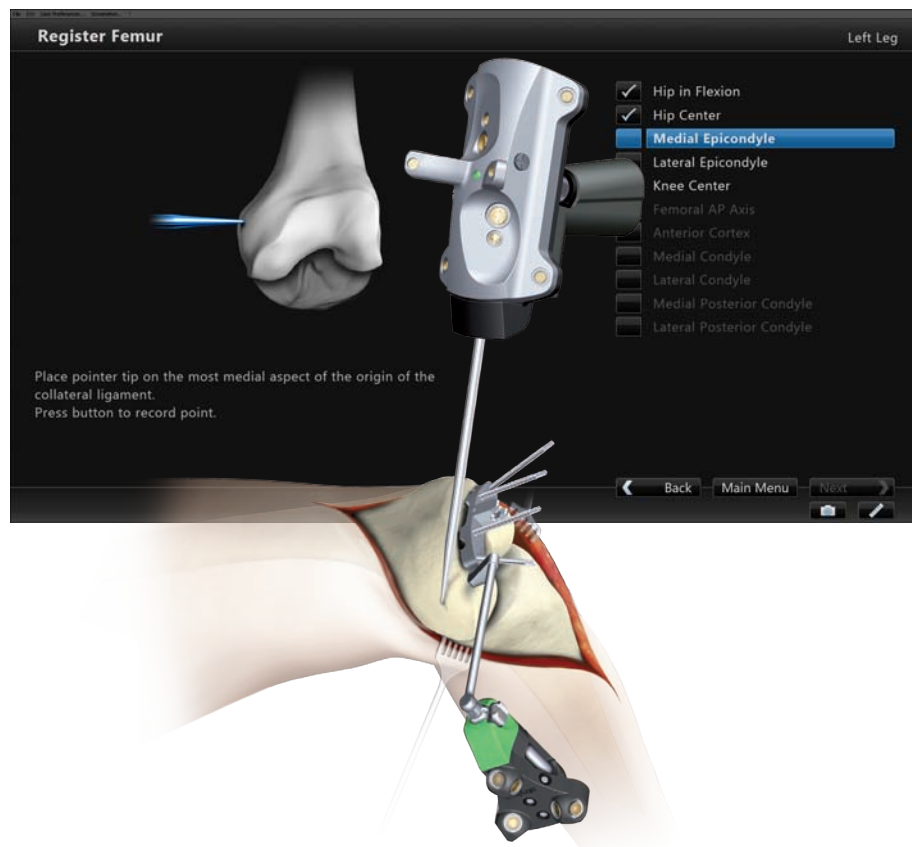 Register Femur
Left Leg
Hip in Flexion
Hip Center
Medial Epicondyle
Lateral Epicondyle
Knee Center
Femoral AP Axis
Anterior Cortex
Medial Condyle
Lateral Condyle
Medial Posterior Condyle
Lateral Posterior Condyle
Place pointer tip on the most medial aspect of the origin of the
collateral ligament.
Press button to record point.
Back
Main Menu
Next